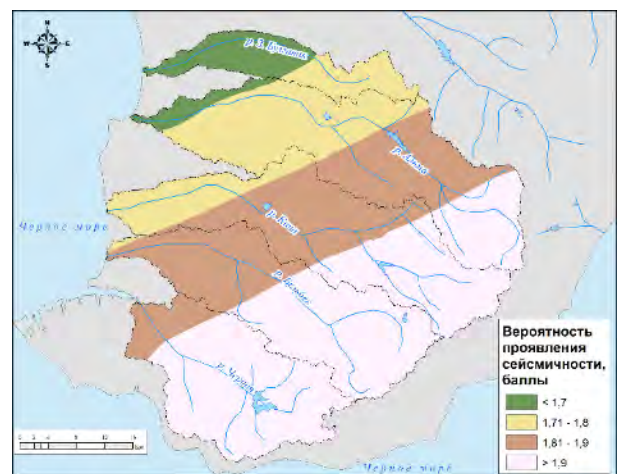 N
W E
S
р. З. Булганак
р. Альма
р. Кача
р. Бельбек
р. Черная
Черное море
Черное море
Вероятность
проявления
сейсмичности,
баллы
< 1,7
1,71 - 1,8
1,81 - 1,9
> 1,9